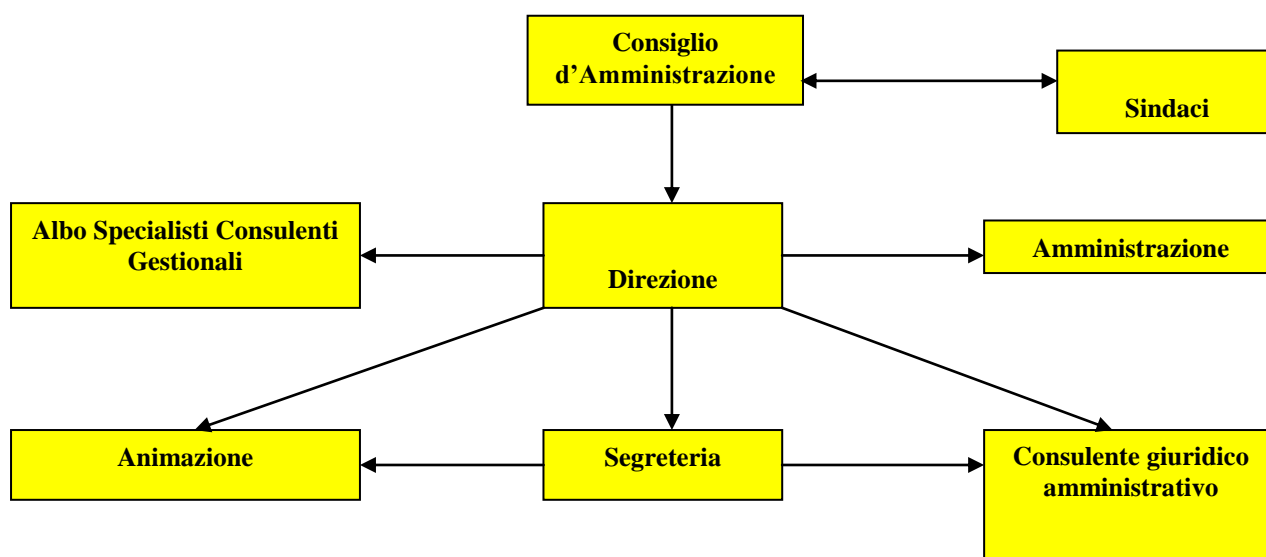 Consiglio
d’Amministrazione
Sindaci
Albo Specialisti Consulenti
Gestionali
Direzione
Amministrazione
Animazione
Segreteria
Consulente giuridico
amministrativo